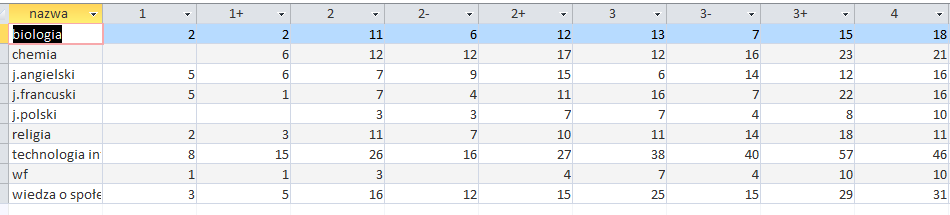 nazwa 1 1+ 2 2- 2+ 3 3- 3+ 4
biologia 2 2 11 6 12 13 7 15 18
chemia 6 12 12 17 12 16 23 21
j.angielski 5 6 7 9 15 6 14 12 16
j.francuski 5 1 7 4 11 16 7 22 16
j.polski 3 3 7 7 4 8 10
religia 2 3 11 7 10 11 14 18 11
technologia in 8 15 26 16 27 38 40 57 46
wf 1 1 3 4 7 4 10 10
wiedza o społe 3 5 16 12 15 25 15 29 31